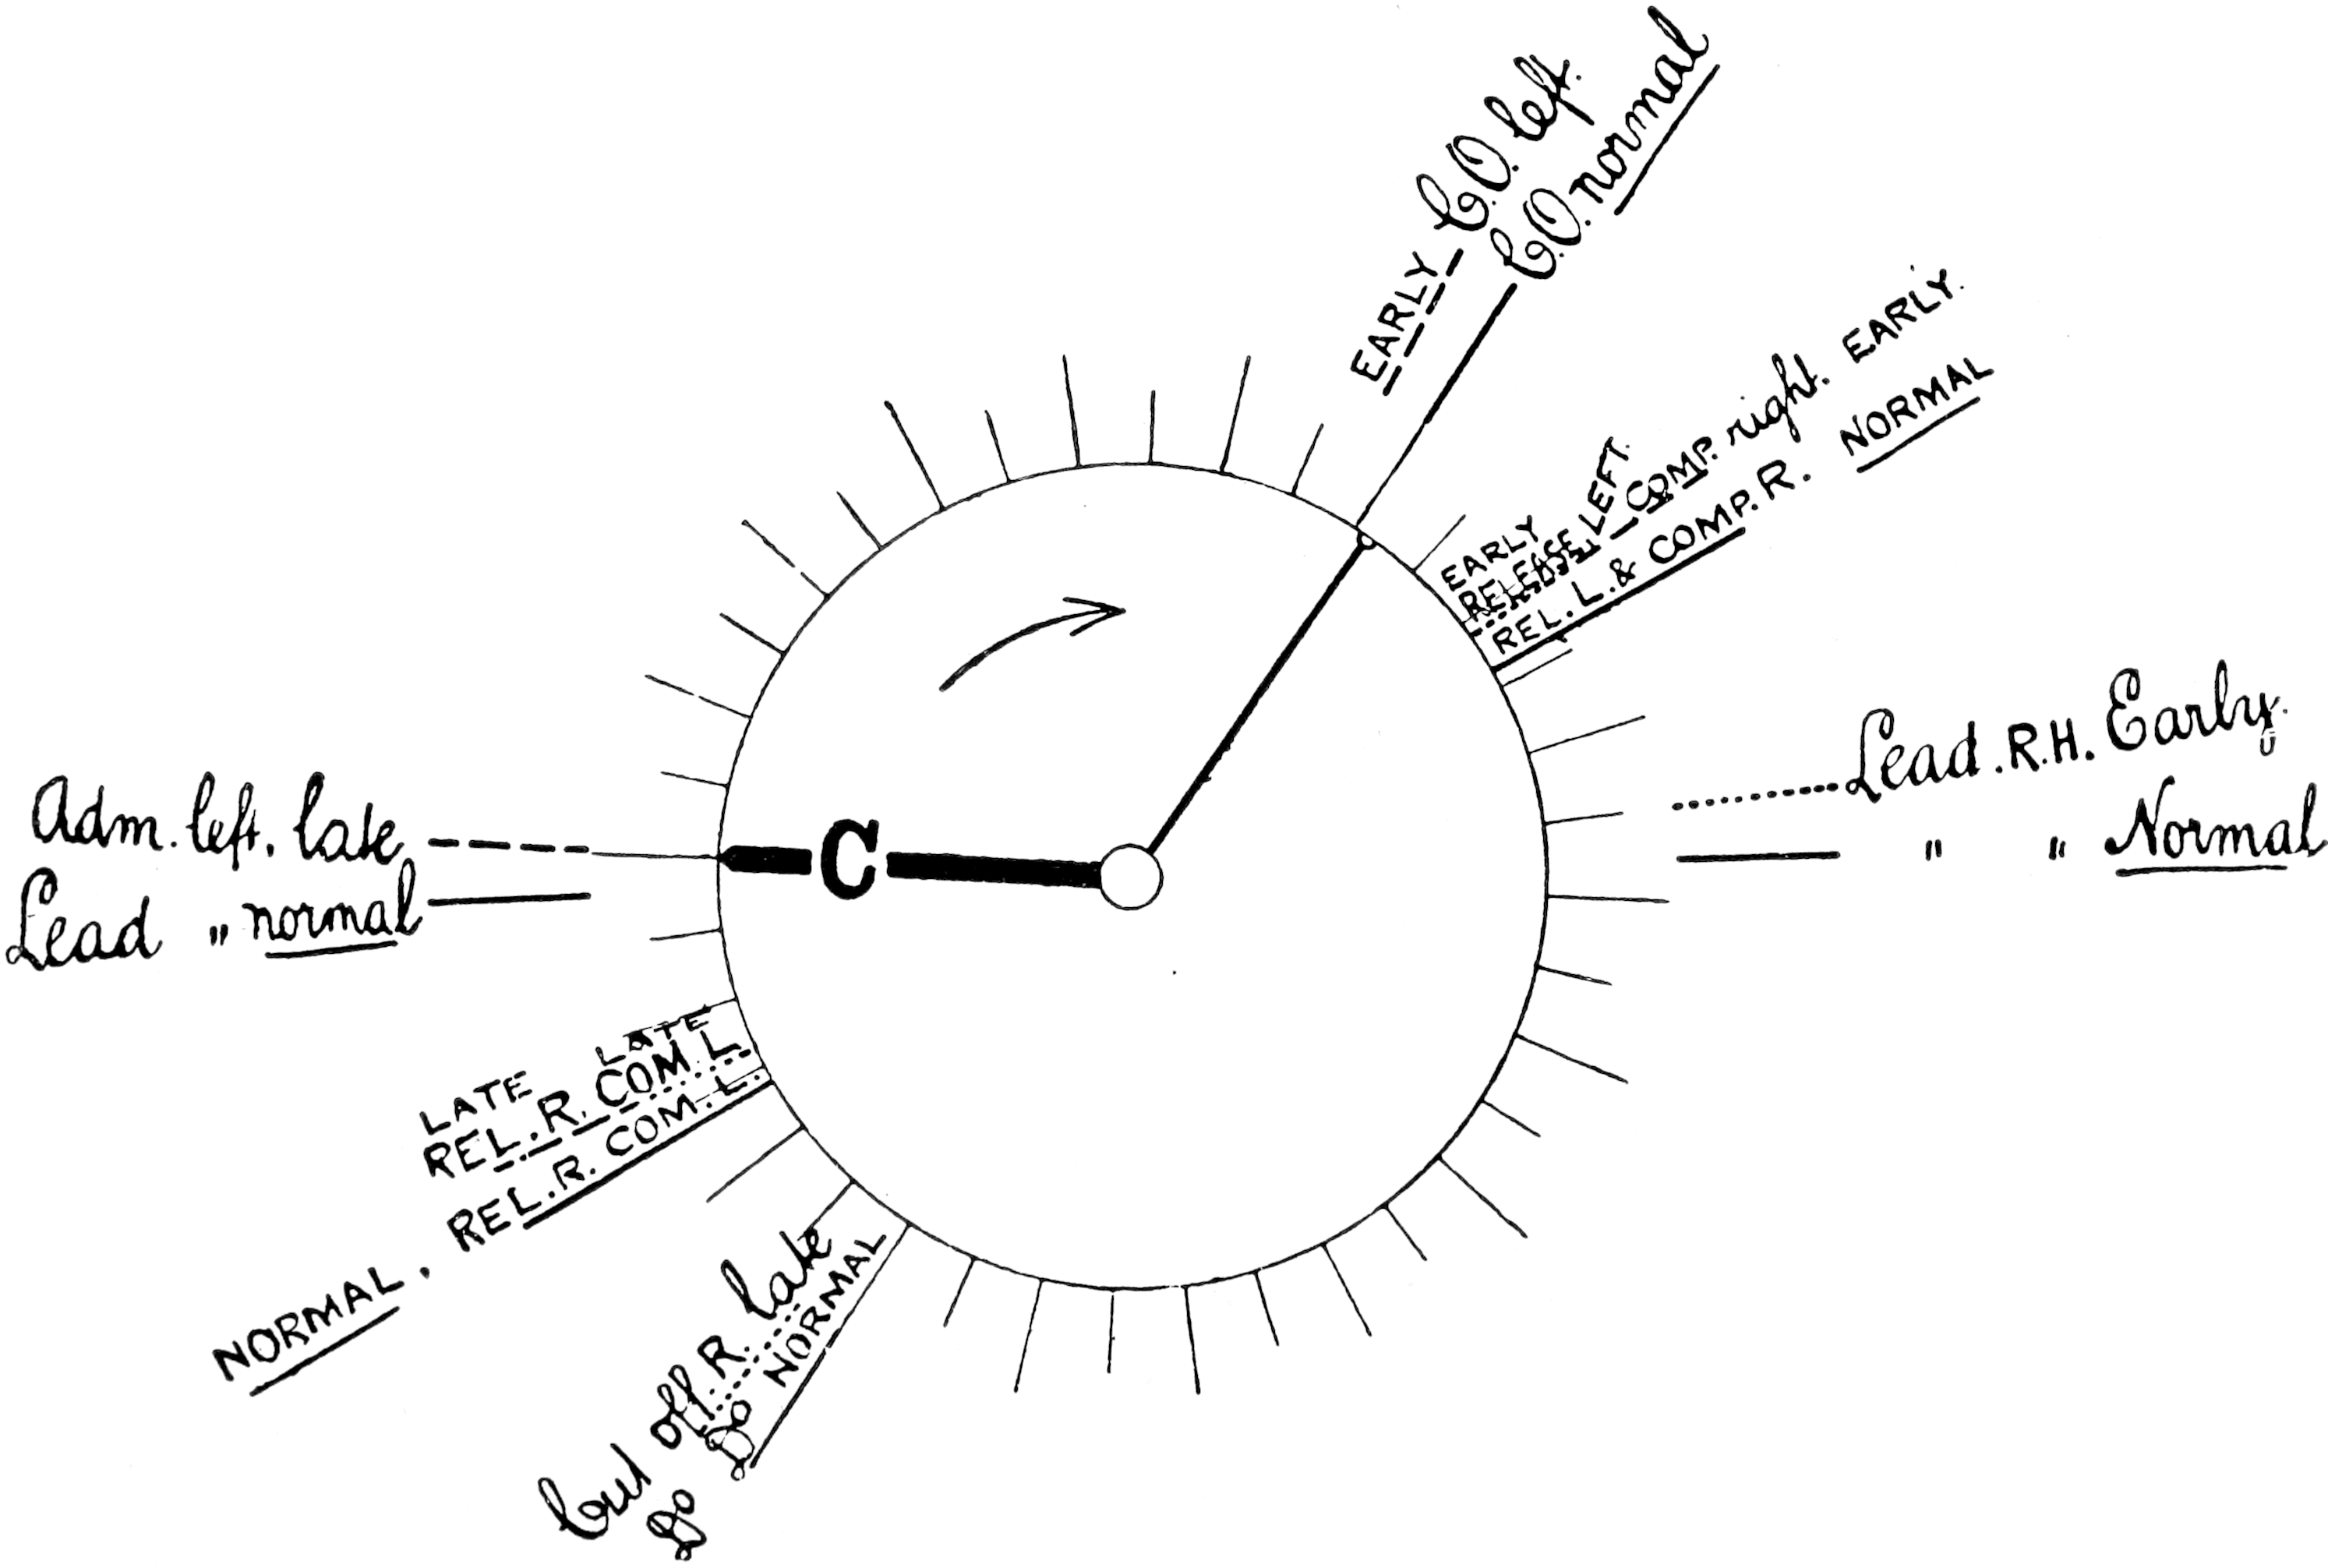 EARLY C.O. left.
C.O. normal
EARLY
RELEASE LEFT.
COMP. right. EARLY.
REL. L. & COMP. R. NORMAL
Lead. R.H. Early.
" " Normal
Adm. left. late
Lead " normal
C
LATE LATE
REL. R. COM. L
NORMAL. REL. R. COM. L.
Cut off. R. late
Do Do NORMAL